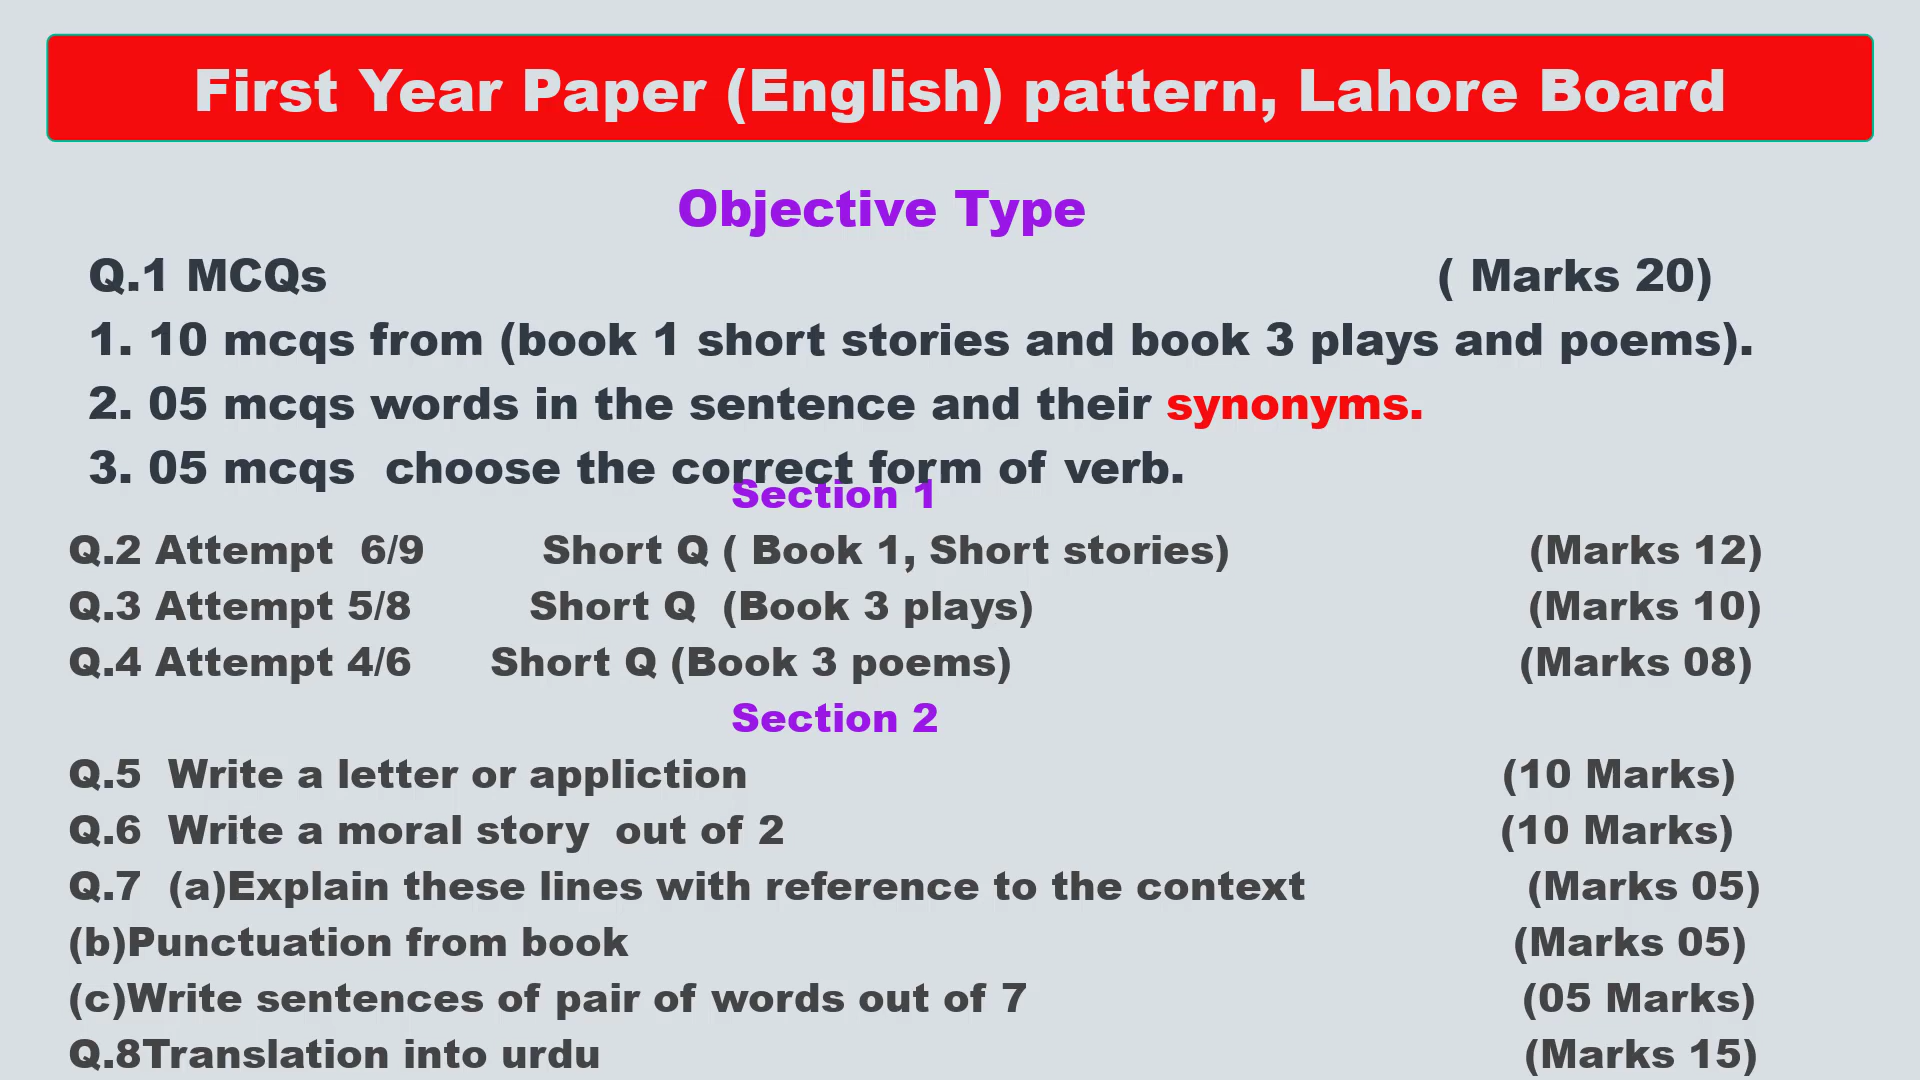 First Year Paper (English) pattern, Lahore Board
Objective Type
Q.1 MCQs ( Marks 20)
1. 10 mcqs from (book 1 short stories and book 3 plays and poems).
2. 05 mcqs words in the sentence and their synonyms.
3. 05 mcqs choose the correct form of verb.
Section 1
Q.2 Attempt 6/9 Short Q ( Book 1, Short stories) (Marks 12)
Q.3 Attempt 5/8 Short Q (Book 3 plays) (Marks 10)
Q.4 Attempt 4/6 Short Q (Book 3 poems) (Marks 08)
Section 2
Q.5 Write a letter or appliction (10 Marks)
Q.6 Write a moral story out of 2 (10 Marks)
Q.7 (a)Explain these lines with reference to the context (Marks 05)
(b)Punctuation from book (Marks 05)
(c)Write sentences of pair of words out of 7 (05 Marks)
Q.8Translation into urdu (Marks 15)